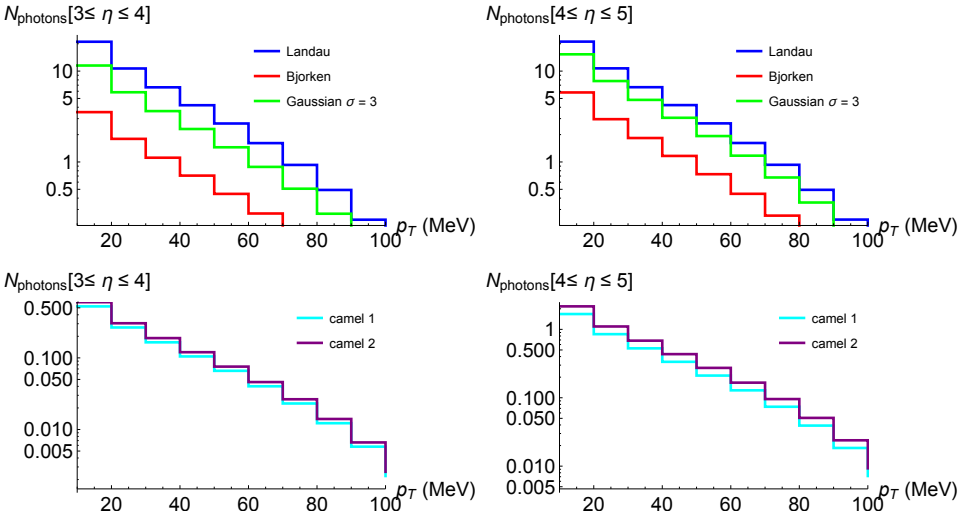 N_photons[3≤ η ≤ 4]
10
5
1
0.5
Landau
Bjorken
Gaussian σ = 3
20 40 60 80 100
p_T (MeV)
N_photons[4≤ η ≤ 5]
10
5
1
0.5
Landau
Bjorken
Gaussian σ = 3
20 40 60 80 100
p_T (MeV)
N_photons[3≤ η ≤ 4]
0.500
0.100
0.050
0.010
0.005
camel 1
camel 2
20 40 60 80 100
p_T (MeV)
N_photons[4≤ η ≤ 5]
1
0.500
0.100
0.050
0.010
0.005
camel 1
camel 2
20 40 60 80 100
p_T (MeV)